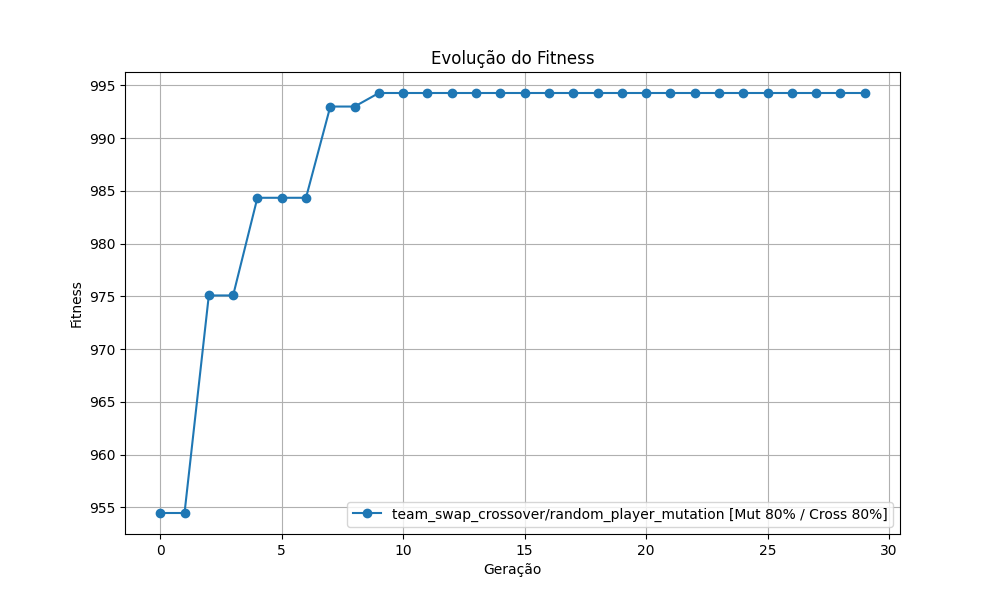 Evolução do Fitness
Fitness
995
990
985
980
975
970
965
960
955
team_swap_crossover/random_player_mutation [Mut 80% / Cross 80%]
0 5 10 15 20 25 30
Geração